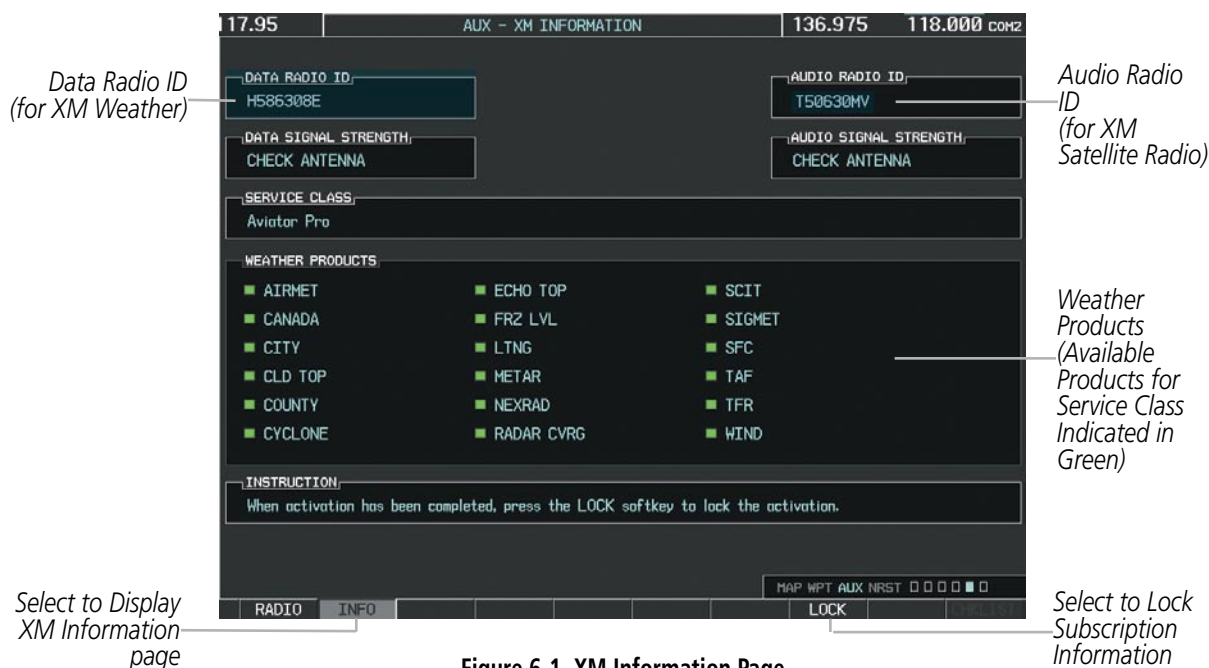 17.95 AUX – XM INFORMATION 136.975 118.000 COM2
Data Radio ID
(for XM Weather)
DATA RADIO ID
H586308E
AUDIO RADIO ID
T50630MV
Audio Radio
ID
(for XM
Satellite Radio)
DATA SIGNAL STRENGTH
CHECK ANTENNA
AUDIO SIGNAL STRENGTH
CHECK ANTENNA
SERVICE CLASS
Aviator Pro
WEATHER PRODUCTS
AIRMET ECHO TOP SCIT
CANADA FRZ LVL SIGMET
CITY LTNG SFC
CLD TOP METAR TAF
COUNTY NEXRAD TFR
CYCLONE RADAR CVRG WIND
Weather
Products
(Available
Products for
Service Class
Indicated in
Green)
INSTRUCTION
When activation has been completed, press the LOCK softkey to lock the activation.
MAP WPT AUX NRST
RADIO INFO LOCK CHKLIST
Select to Display
XM Information
page
Select to Lock
Subscription
Information
Figure 6-1 XM Information Page